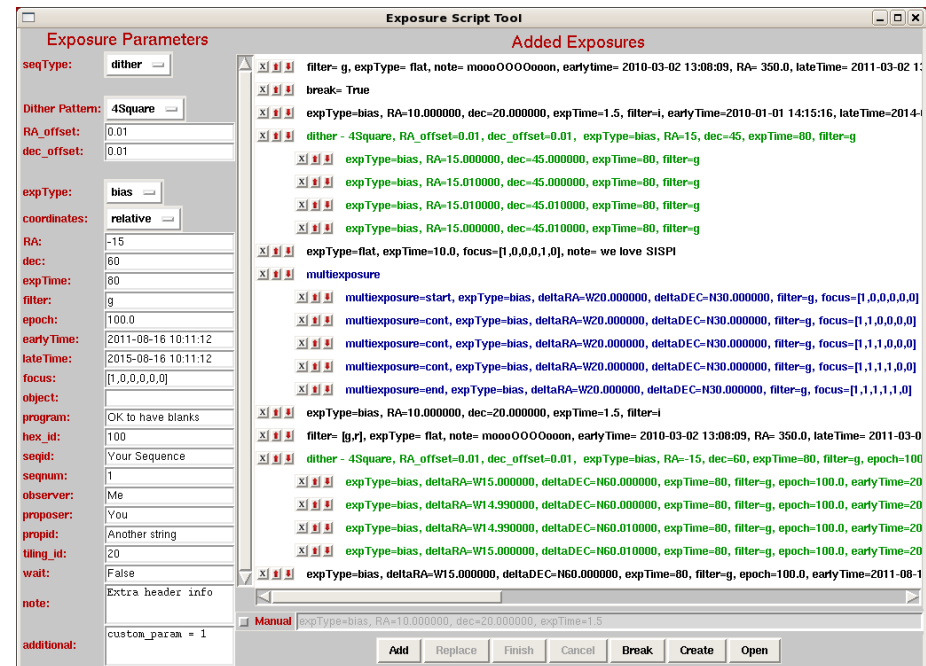 Exposure Script Tool
Exposure Parameters
seqType: dither
Dither Pattern: 4Square
RA_offset: 0.01
dec_offset: 0.01
expType: bias
coordinates: relative
RA: -15
dec: 60
expTime: 80
filter: g
epoch: 100.0
earlyTime: 2011-08-16 10:11:12
lateTime: 2015-08-16 10:11:12
focus: [1,0,0,0,0,0]
object:
program: OK to have blanks
hex_id: 100
seqid: Your Sequence
seqnum: 1
observer: Me
proposer: You
propid: Another string
tiling_id: 20
wait: False
note: Extra header info
additional: custom_param = 1
Added Exposures
X filter= g, expType= flat, note= moooOOOOooon, earlytime= 2010-03-02 13:08:09, RA= 350.0, lateTime= 2011-03-02 13:
X break= True
X expType=bias, RA=10.000000, dec=20.000000, expTime=1.5, filter=i, earlyTime=2010-01-01 14:15:16, lateTime=2014-
X dither - 4Square, RA_offset=0.01, dec_offset=0.01, expType=bias, RA=15, dec=45, expTime=80, filter=g
X expType=bias, RA=15.000000, dec=45.000000, expTime=80, filter=g
X expType=bias, RA=15.010000, dec=45.000000, expTime=80, filter=g
X expType=bias, RA=15.010000, dec=45.010000, expTime=80, filter=g
X expType=bias, RA=15.000000, dec=45.010000, expTime=80, filter=g
X expType=flat, expTime=10.0, focus=[1,0,0,0,1,0], note= we love SISPI
X multiexposure
X multiexposure=start, expType=bias, deltaRA=W20.000000, deltaDEC=N30.000000, filter=g, focus=[1,0,0,0,0,0]
X multiexposure=cont, expType=bias, deltaRA=W20.000000, deltaDEC=N30.000000, filter=g, focus=[1,1,0,0,0,0]
X multiexposure=cont, expType=bias, deltaRA=W20.000000, deltaDEC=N30.000000, filter=g, focus=[1,1,1,0,0,0]
X multiexposure=cont, expType=bias, deltaRA=W20.000000, deltaDEC=N30.000000, filter=g, focus=[1,1,1,1,0,0]
X multiexposure=end, expType=bias, deltaRA=W20.000000, deltaDEC=N30.000000, filter=g, focus=[1,1,1,1,1,0]
X expType=bias, RA=10.000000, dec=20.000000, expTime=1.5, filter=i
X filter= [g,r], expType= flat, note= moooOOOOooon, earlyTime= 2010-03-02 13:08:09, RA= 350.0, lateTime= 2011-03-0
X dither - 4Square, RA_offset=0.01, dec_offset=0.01, expType=bias, RA=-15, dec=60, expTime=80, filter=g, epoch=100
X expType=bias, deltaRA=W15.000000, deltaDEC=N60.000000, expTime=80, filter=g, epoch=100.0, earlyTime=20
X expType=bias, deltaRA=W14.990000, deltaDEC=N60.000000, expTime=80, filter=g, epoch=100.0, earlyTime=20
X expType=bias, deltaRA=W14.990000, deltaDEC=N60.010000, expTime=80, filter=g, epoch=100.0, earlyTime=20
X expType=bias, deltaRA=W15.000000, deltaDEC=N60.010000, expTime=80, filter=g, epoch=100.0, earlyTime=20
X expType=bias, deltaRA=W15.000000, deltaDEC=N60.000000, expTime=80, filter=g, epoch=100.0, earlyTime=2011-08-1
Manual expType=bias, RA=10.000000, dec=20.000000, expTime=1.5
Add Replace Finish Cancel Break Create Open